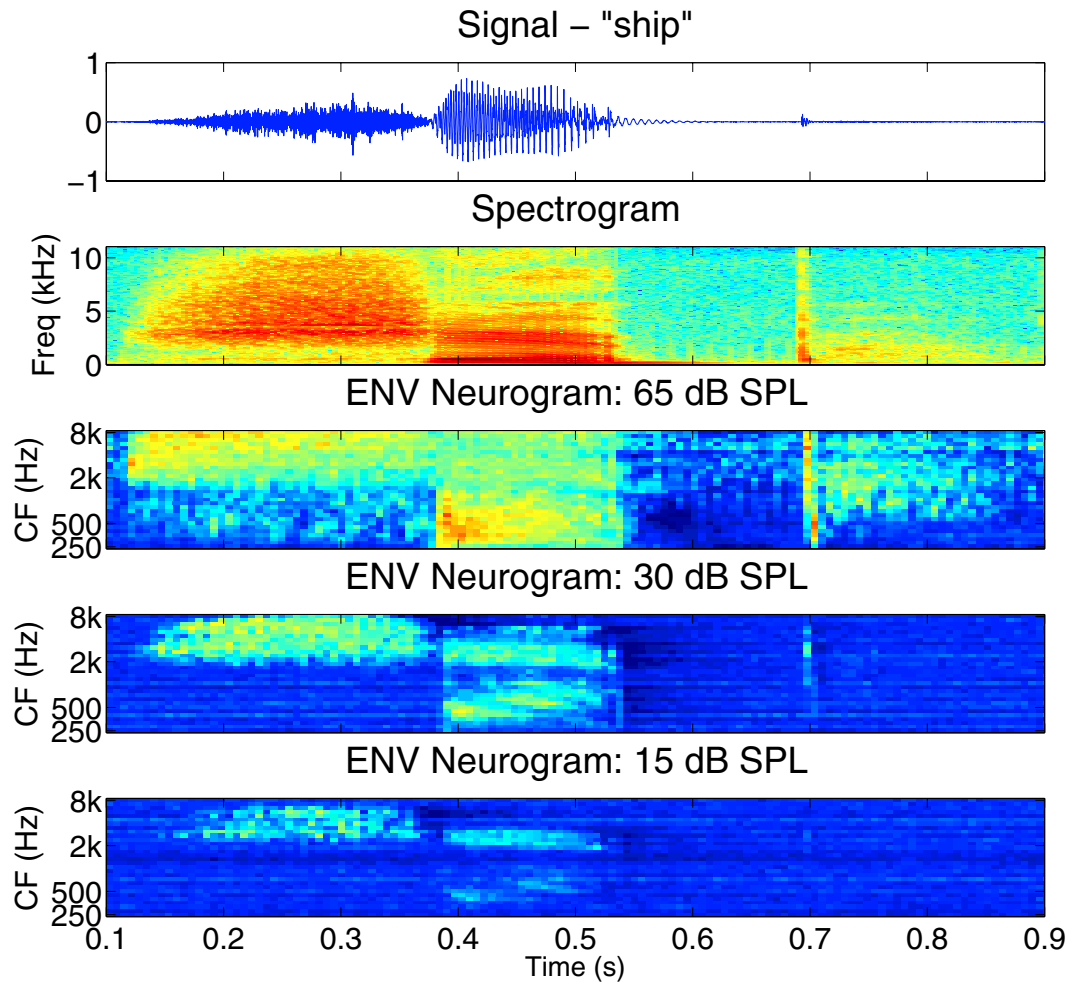 Signal – "ship"
1
0
−1
Spectrogram
Freq (kHz)
10
5
0
ENV Neurogram: 65 dB SPL
CF (Hz)
8k
2k
500
250
ENV Neurogram: 30 dB SPL
CF (Hz)
8k
2k
500
250
ENV Neurogram: 15 dB SPL
CF (Hz)
8k
2k
500
250
0.1 0.2 0.3 0.4 0.5 0.6 0.7 0.8 0.9
Time (s)